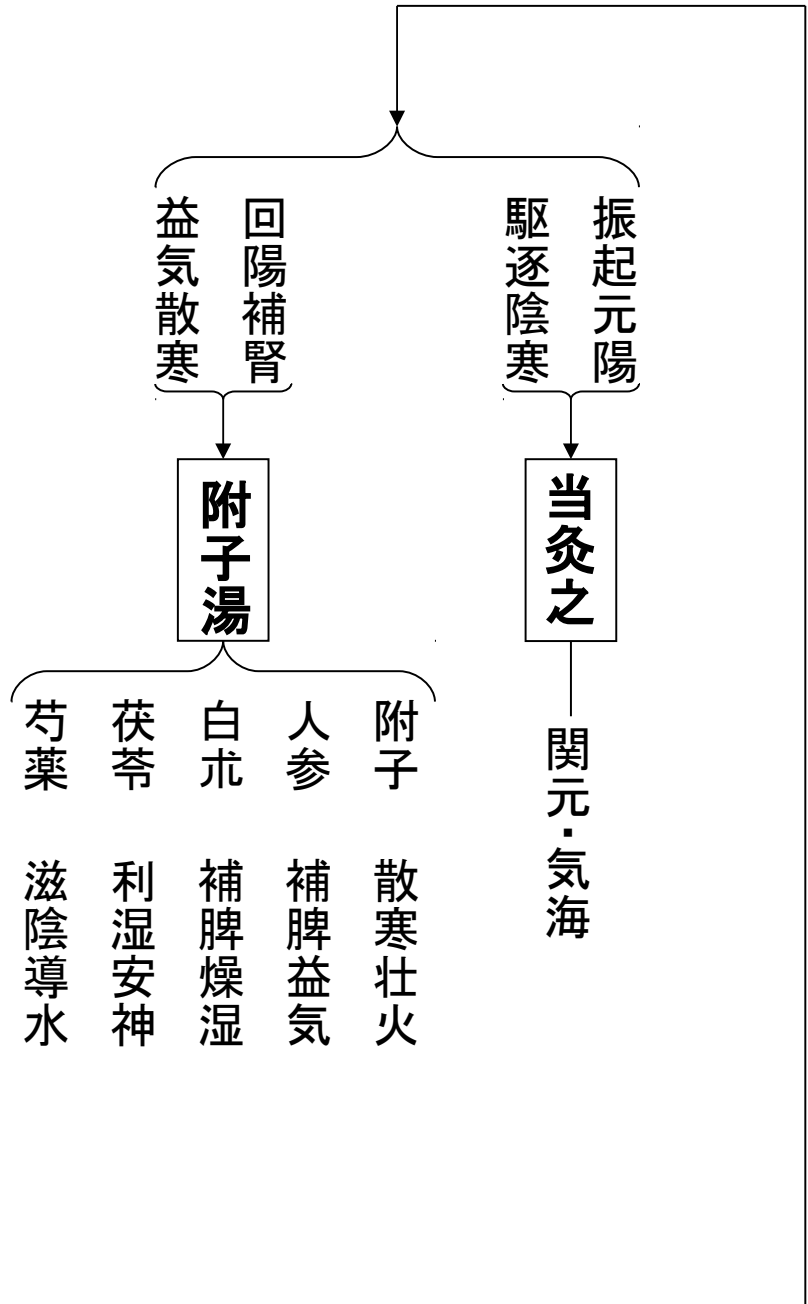 振起元陽
駆逐陰寒
当灸之
関元・気海
回陽補腎
益気散寒
附子湯
附子　散寒壮火
人参　補脾益気
白朮　補脾燥湿
茯苓　利湿安神
芍薬　滋陰導水